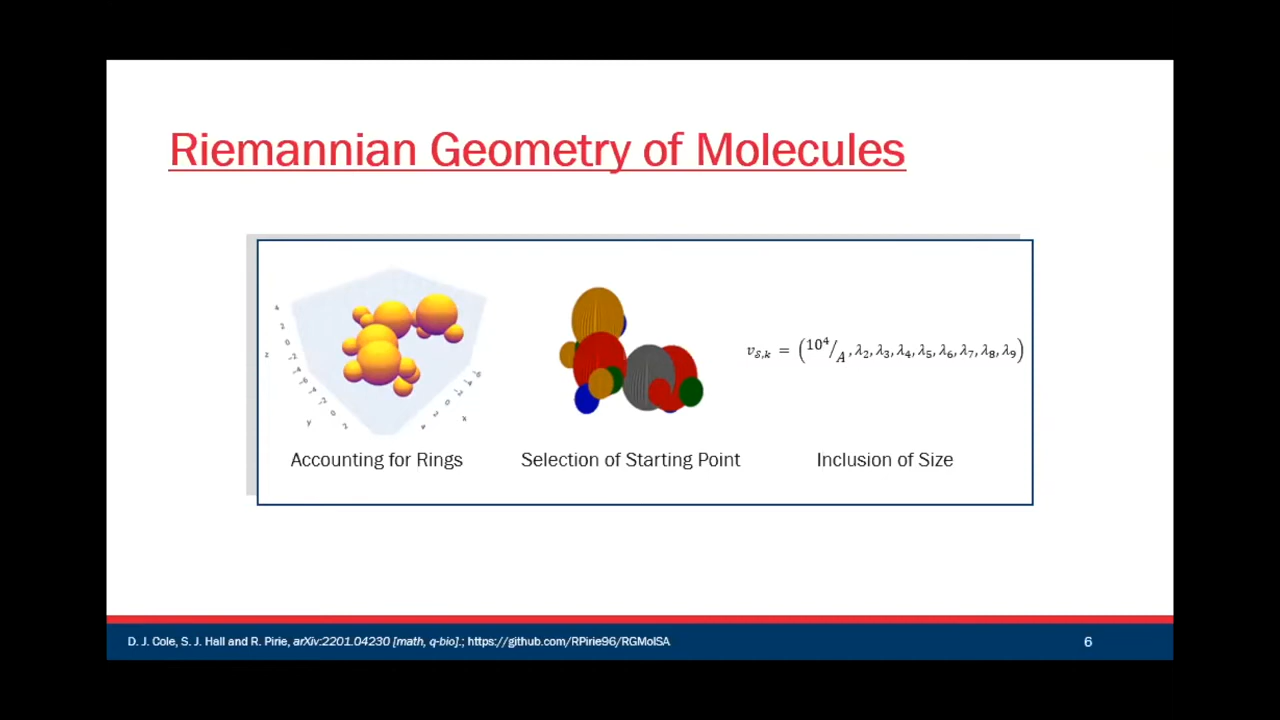 Riemannian Geometry of Molecules
𝑣_{S,k} = (10⁴/A, λ₂, λ₃, λ₄, λ₅, λ₆, λ₇, λ₈, λ₉)
Accounting for Rings
Selection of Starting Point
Inclusion of Size
D. J. Cole, S. J. Hall and R. Pirie, arXiv:2201.04230 [math, q-bio].; https://github.com/RPirie96/RGMolSA
6